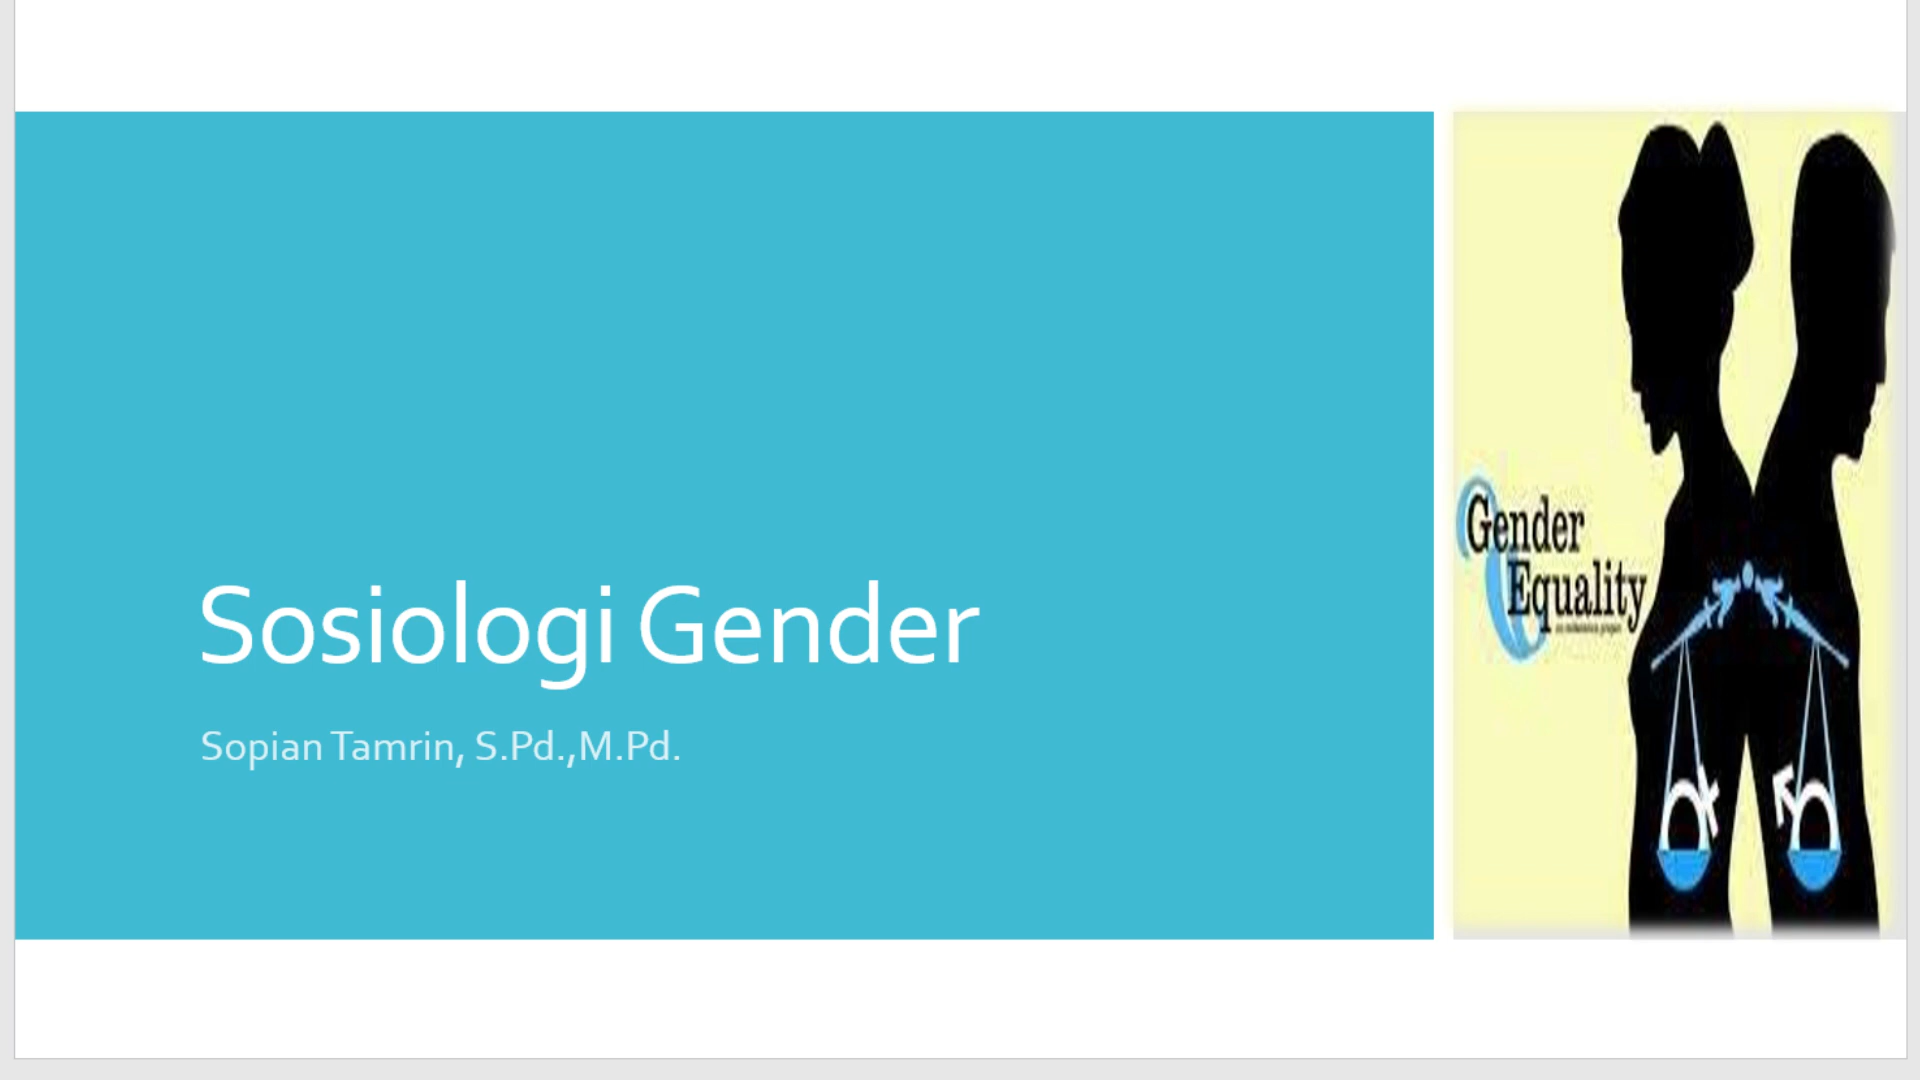 Sosiologi Gender
Sopian Tamrin, S.Pd.,M.Pd.
Gender
Equality